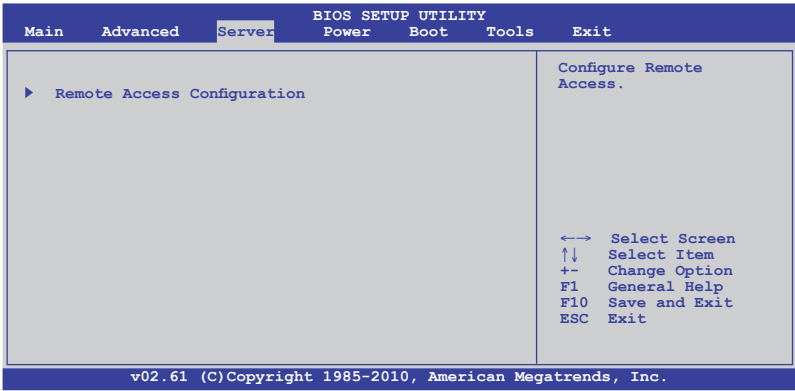 BIOS SETUP UTILITY
Main Advanced Server Power Boot Tools Exit
Remote Access Configuration
Configure Remote
Access.
←→ Select Screen
↑↓ Select Item
+- Change Option
F1 General Help
F10 Save and Exit
ESC Exit
v02.61 (C)Copyright 1985-2010, American Megatrends, Inc.